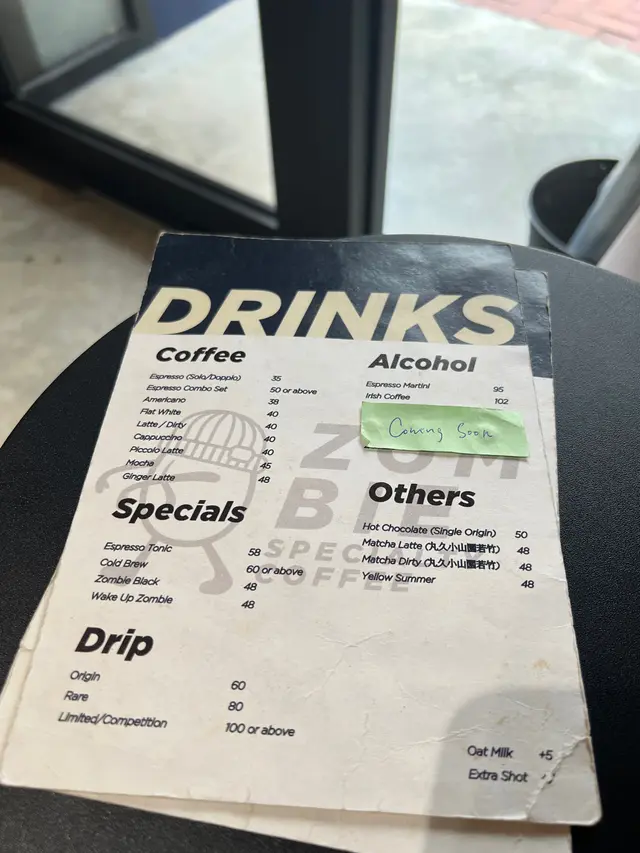 DRINKS
Coffee
Espresso (Solo/Doppio) 35
Espresso Combo Set 50 or above
Americano 38
Flat White 40
Latte / Dirty 40
Cappuccino 40
Piccolo Latte 40
Mocha 45
Ginger Latte 48
Specials
Espresso Tonic 58
Cold Brew 60 or above
Zombie Black 48
Wake Up Zombie 48
Drip
Origin 60
Rare 80
Limited/Competition 100 or above
Alcohol
Espresso Martini 95
Irish Coffee 102
Coming Soon
Others
Hot Chocolate (Single Origin) 50
Matcha Latte (丸久小山園若竹) 48
Matcha Dirty (丸久小山園若竹) 48
Yellow Summer 48
Oat Milk +5
Extra Shot
ZOM
BIE
COFFEE